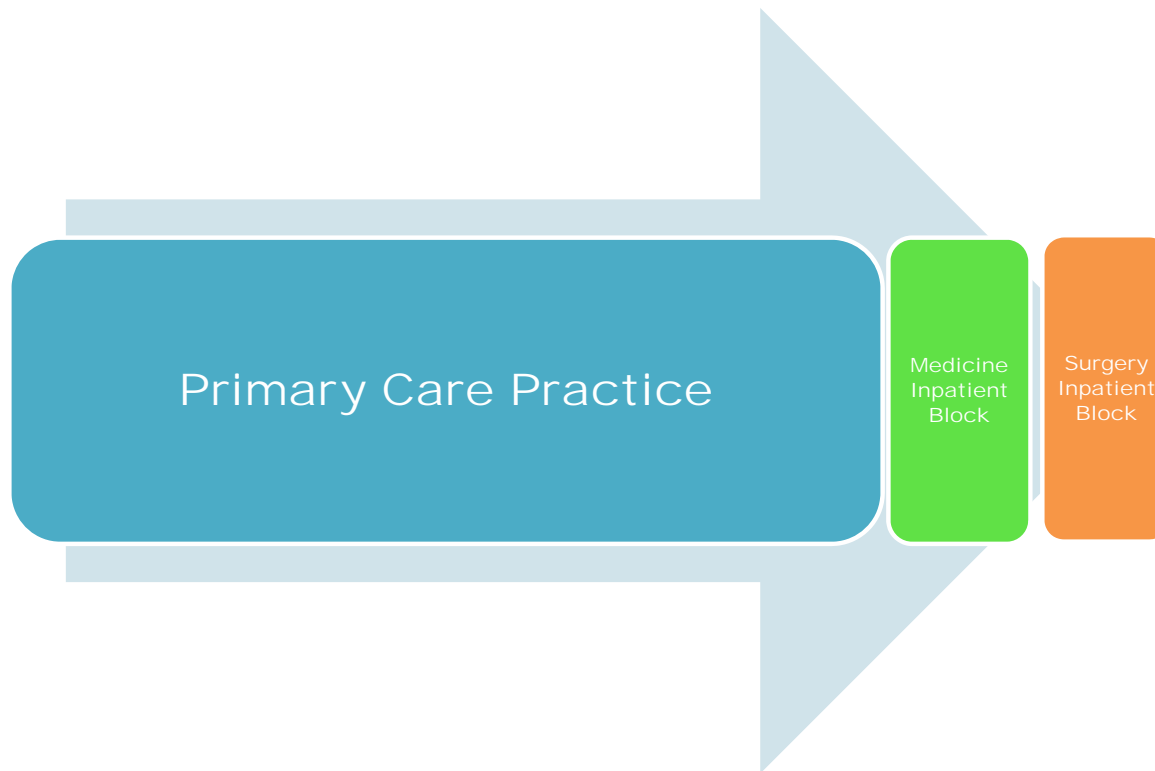 Primary Care Practice
Medicine
Inpatient
Block
Surgery
Inpatient
Block